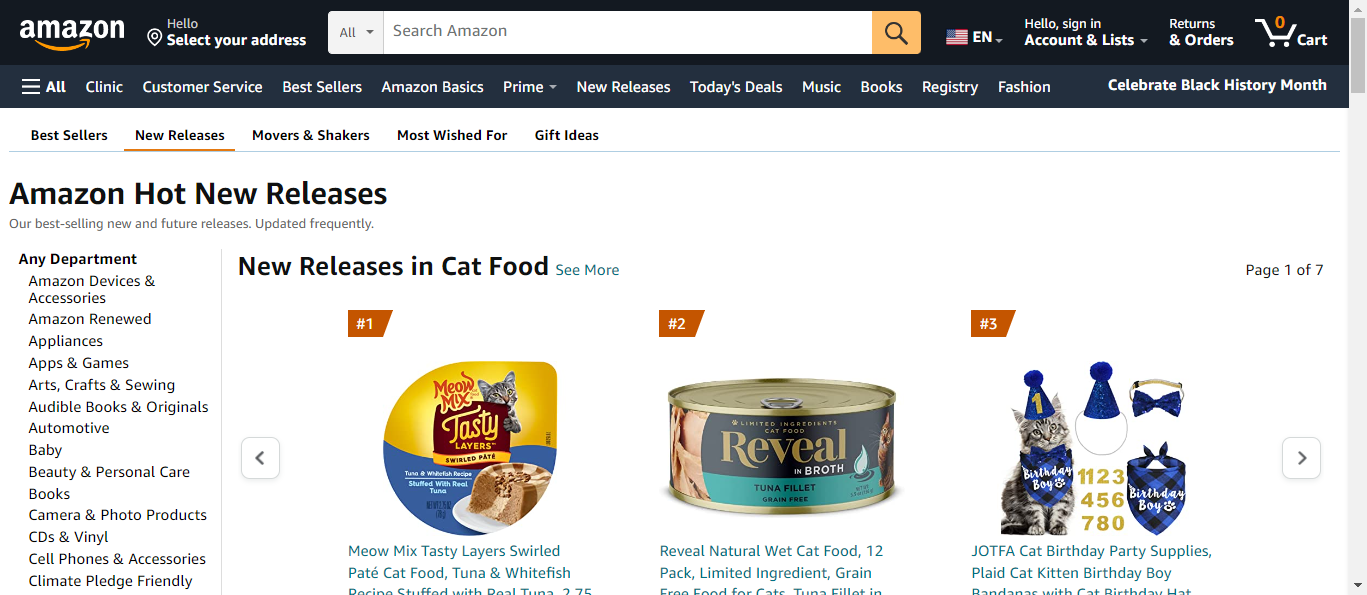 amazon
Hello
Select your address
All
Search Amazon
EN
Hello, sign in
Account & Lists
Returns
& Orders
0
Cart
All
Clinic
Customer Service
Best Sellers
Amazon Basics
Prime
New Releases
Today's Deals
Music
Books
Registry
Fashion
Celebrate Black History Month
Best Sellers
New Releases
Movers & Shakers
Most Wished For
Gift Ideas
Amazon Hot New Releases
Our best-selling new and future releases. Updated frequently.
Any Department
Amazon Devices &
Accessories
Amazon Renewed
Appliances
Apps & Games
Arts, Crafts & Sewing
Audible Books & Originals
Automotive
Baby
Beauty & Personal Care
Books
Camera & Photo Products
CDs & Vinyl
Cell Phones & Accessories
Climate Pledge Friendly
New Releases in Cat Food
See More
Page 1 of 7
#1
Meow
Mix
Tasty
LAYERS
SWIRLED PATÉ
Tuna & Whitefish Recipe
Stuffed With Real
Tuna
Meow Mix Tasty Layers Swirled
Paté Cat Food, Tuna & Whitefish
Recipe Stuffed with Real Tuna, 2.75
#2
LIMITED INGREDIENTS
CAT FOOD
Reveal
IN BROTH
TUNA FILLET
GRAIN FREE
Reveal Natural Wet Cat Food, 12
Pack, Limited Ingredient, Grain
Free Food for Cats, Tuna Fillet in
#3
1
Birthday
Boy
1123
456
780
Birthday
Boy
JOTFA Cat Birthday Party Supplies,
Plaid Cat Kitten Birthday Boy
Bandanas with Cat Birthday Hat